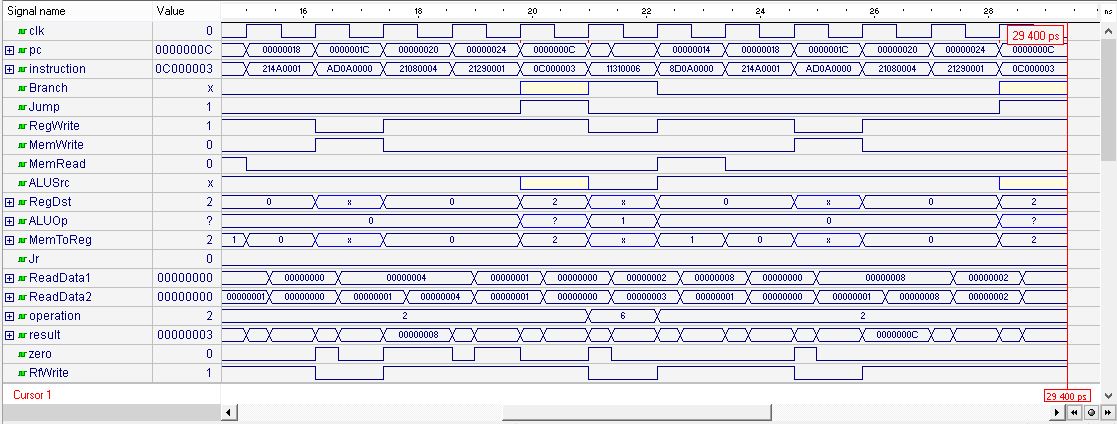 Signal name Value 16 18 20 22 24 26 28 ns
clk 0 29 400 ps
pc 0000000C 00000018 0000001C 00000020 00000024 0000000C 00000014 00000018 0000001C 00000020 00000024 0000000C
instruction 0C000003 214A0001 AD0A0000 21080004 21290001 0C000003 11310006 8D0A0000 214A0001 AD0A0000 21080004 21290001 0C000003
Branch x
Jump 1
RegWrite 1
MemWrite 0
MemRead 0
ALUSrc x
RegDst 2 0 x 0 2 x 0 x 0 2
ALUOp ? 0 ? 1 0 ?
MemToReg 2 1 0 x 0 2 x 1 0 x 0 2
Jr 0
ReadData1 00000000 00000000 00000004 00000001 00000000 00000002 00000008 00000000 00000008 00000002
ReadData2 00000000 00000001 00000000 00000001 00000004 00000001 00000000 00000003 00000001 00000000 00000001 00000008 00000002
operation 2 2 6 2
result 00000003 00000008 0000000C
zero 0
RfWrite 1
Cursor 1 29 400 ps